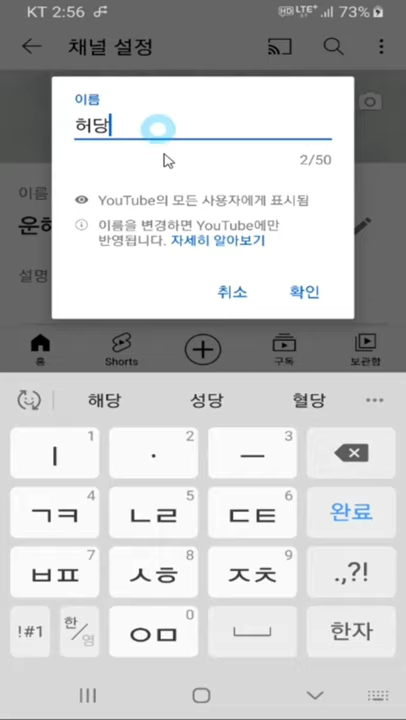 KT 2:56
HD LTE+ 73%
채널 설정
이름
허당
2/50
YouTube의 모든 사용자에게 표시됨
이름을 변경하면 YouTube에만
반영됩니다. 자세히 알아보기
취소 확인
이름
설명
홈 Shorts 구독 보관함
해당 성당 혈당 •••
ㅣ 1 · 2 ㅡ 3
ㄱㅋ 4 ㄴㄹ 5 ㄷㅌ 6 완료
ㅂㅍ 7 ㅅㅎ 8 ㅈㅊ 9 .,?!
!#1 한/영 ㅇㅁ 0 한자